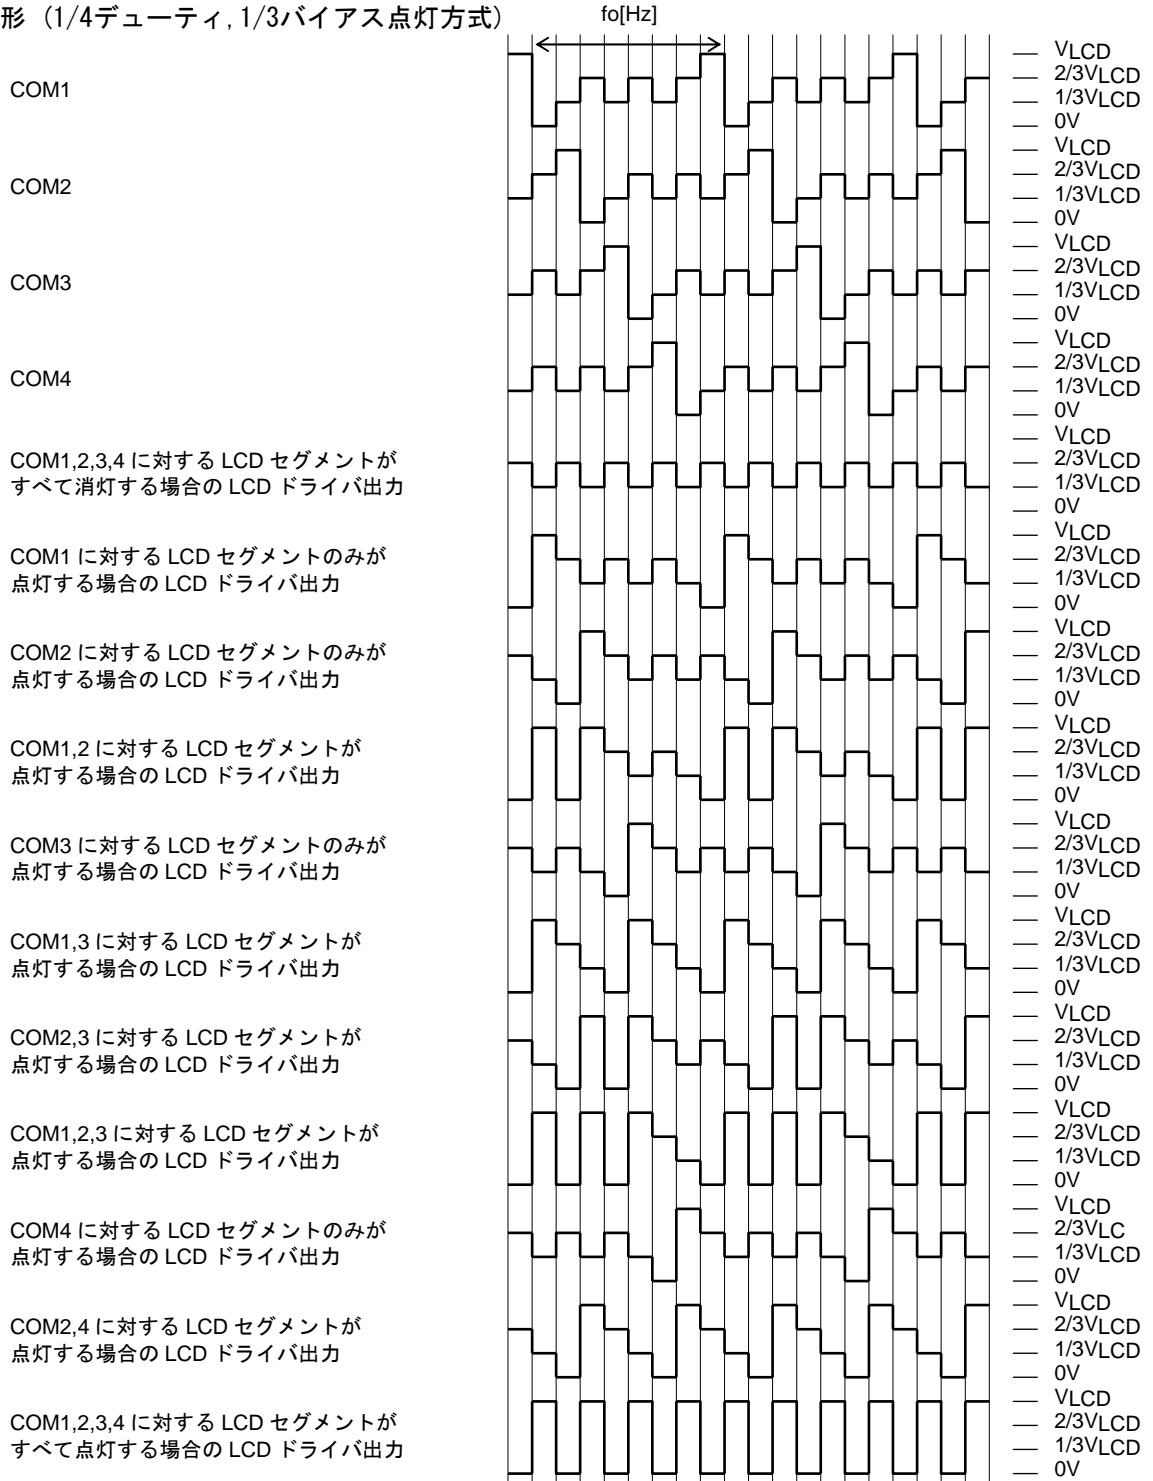 形 (1/4デューティ, 1/3バイアス点灯方式)
fo[Hz]
COM1
VLCD
2/3VLCD
1/3VLCD
0V
COM2
VLCD
2/3VLCD
1/3VLCD
0V
COM3
VLCD
2/3VLCD
1/3VLCD
0V
COM4
VLCD
2/3VLCD
1/3VLCD
0V
COM1,2,3,4 に対する LCD セグメントが
すべて消灯する場合の LCD ドライバ出力
VLCD
2/3VLCD
1/3VLCD
0V
COM1 に対する LCD セグメントのみが
点灯する場合の LCD ドライバ出力
VLCD
2/3VLCD
1/3VLCD
0V
COM2 に対する LCD セグメントのみが
点灯する場合の LCD ドライバ出力
VLCD
2/3VLCD
1/3VLCD
0V
COM1,2 に対する LCD セグメントが
点灯する場合の LCD ドライバ出力
VLCD
2/3VLCD
1/3VLCD
0V
COM3 に対する LCD セグメントのみが
点灯する場合の LCD ドライバ出力
VLCD
2/3VLCD
1/3VLCD
0V
COM1,3 に対する LCD セグメントが
点灯する場合の LCD ドライバ出力
VLCD
2/3VLCD
1/3VLCD
0V
COM2,3 に対する LCD セグメントが
点灯する場合の LCD ドライバ出力
VLCD
2/3VLCD
1/3VLCD
0V
COM1,2,3 に対する LCD セグメントが
点灯する場合の LCD ドライバ出力
VLCD
2/3VLCD
1/3VLCD
0V
COM4 に対する LCD セグメントのみが
点灯する場合の LCD ドライバ出力
VLCD
2/3VLC
1/3VLCD
0V
COM2,4 に対する LCD セグメントが
点灯する場合の LCD ドライバ出力
VLCD
2/3VLCD
1/3VLCD
0V
COM1,2,3,4 に対する LCD セグメントが
すべて点灯する場合の LCD ドライバ出力
VLCD
2/3VLCD
1/3VLCD
0V